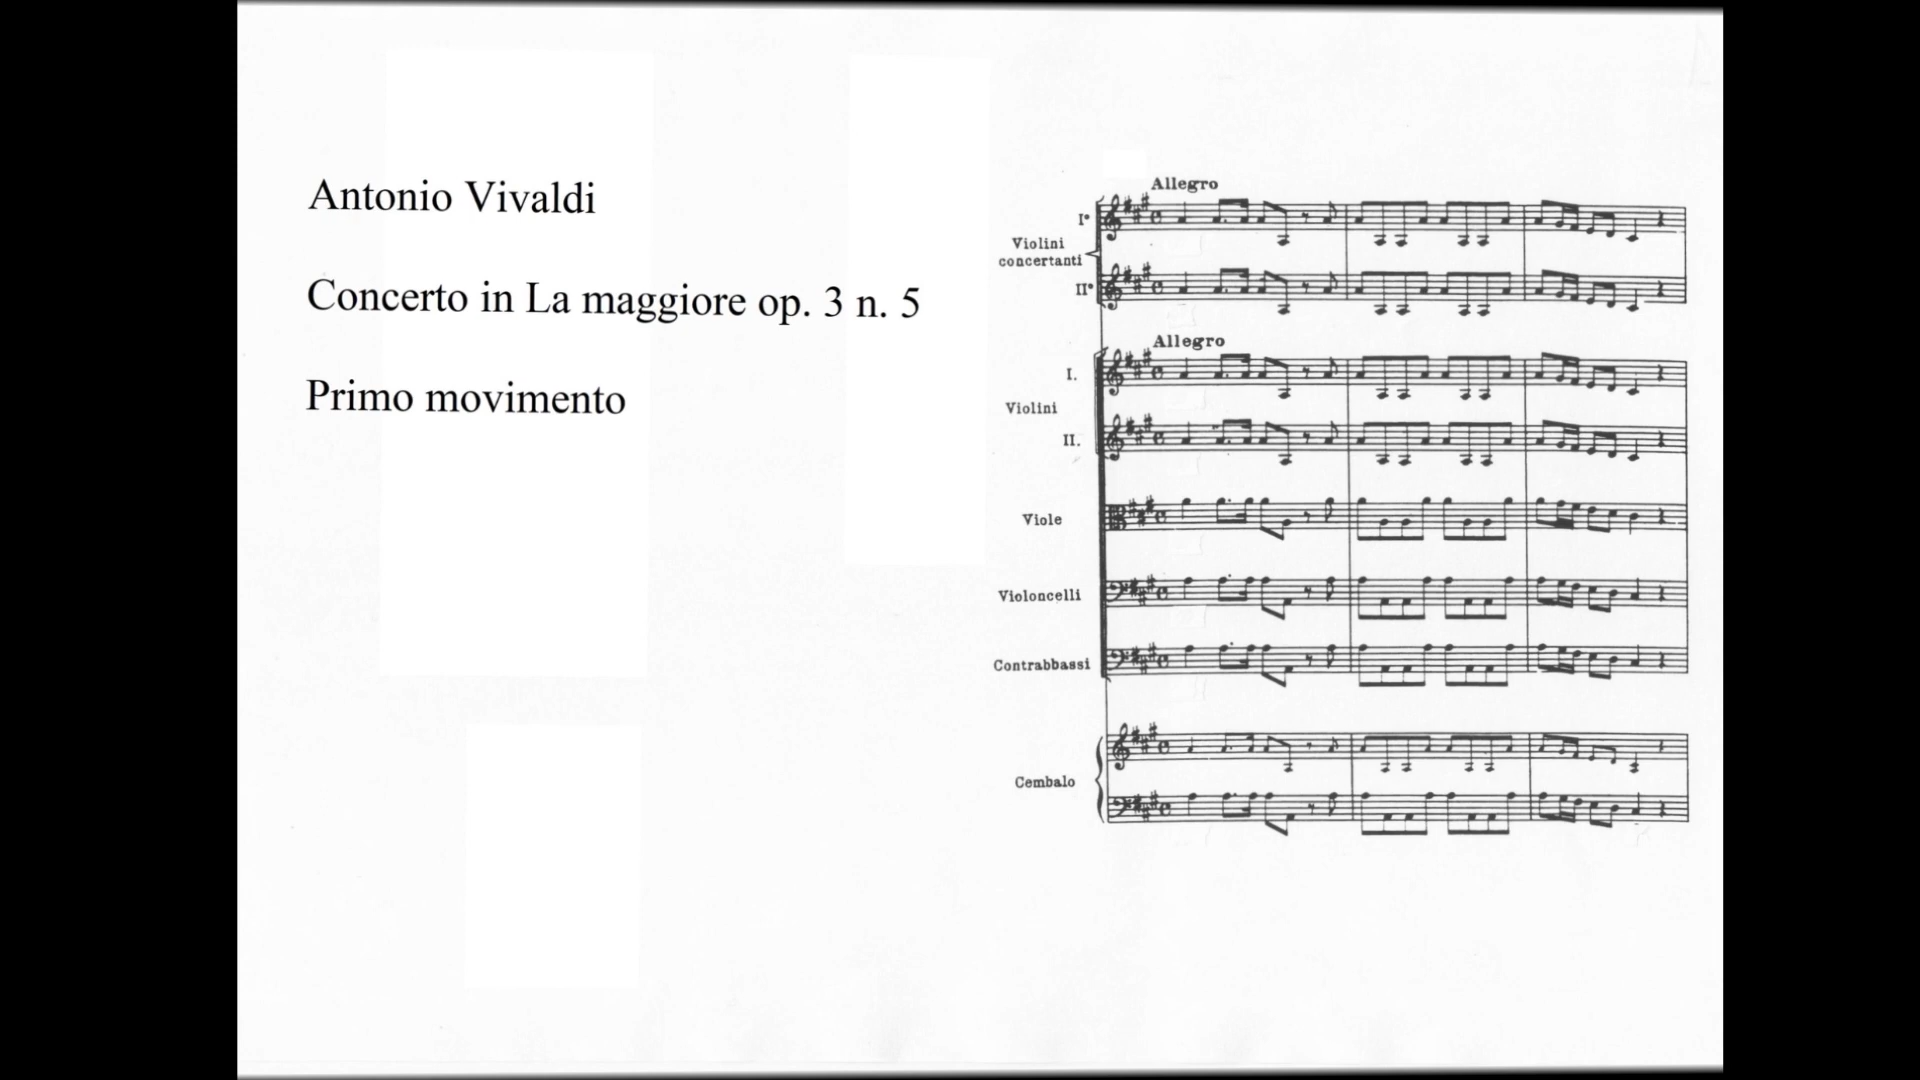 Antonio Vivaldi
Concerto in La maggiore op. 3 n. 5
Primo movimento
Allegro
I°
Violini
concertanti
II°
Allegro
I.
Violini
II.
Viole
Violoncelli
Contrabbassi
Cembalo